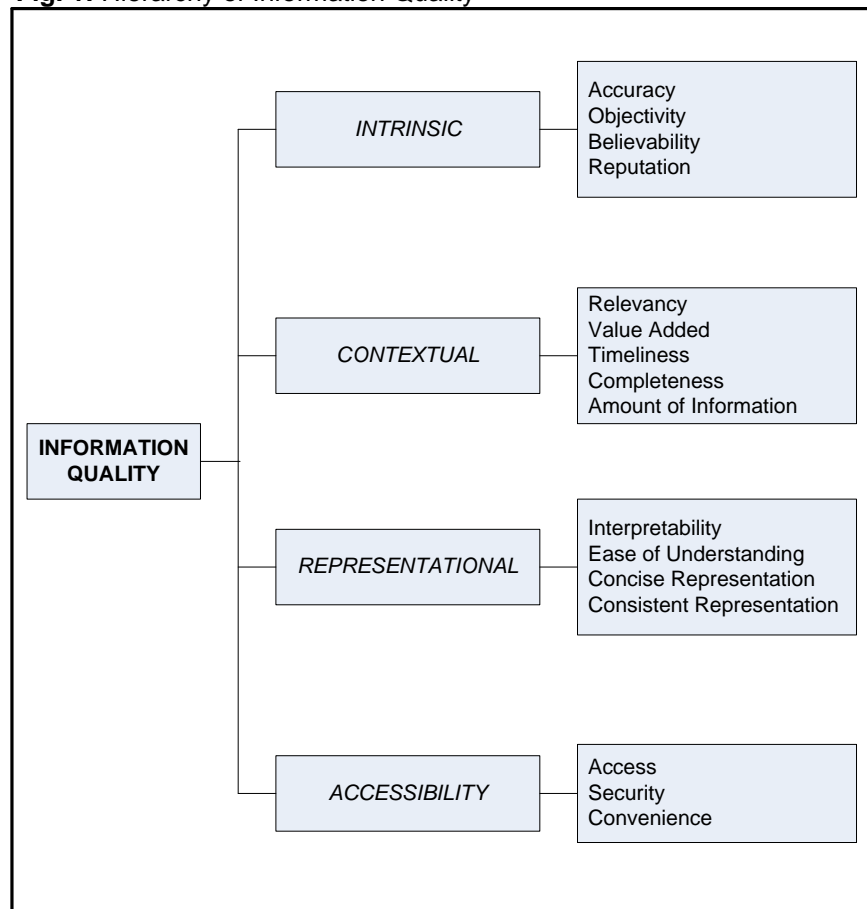 Hierarchy of Information Quality
INTRINSIC
Accuracy
Objectivity
Believability
Reputation
CONTEXTUAL
Relevancy
Value Added
Timeliness
Completeness
Amount of Information
INFORMATION
QUALITY
REPRESENTATIONAL
Interpretability
Ease of Understanding
Concise Representation
Consistent Representation
ACCESSIBILITY
Access
Security
Convenience